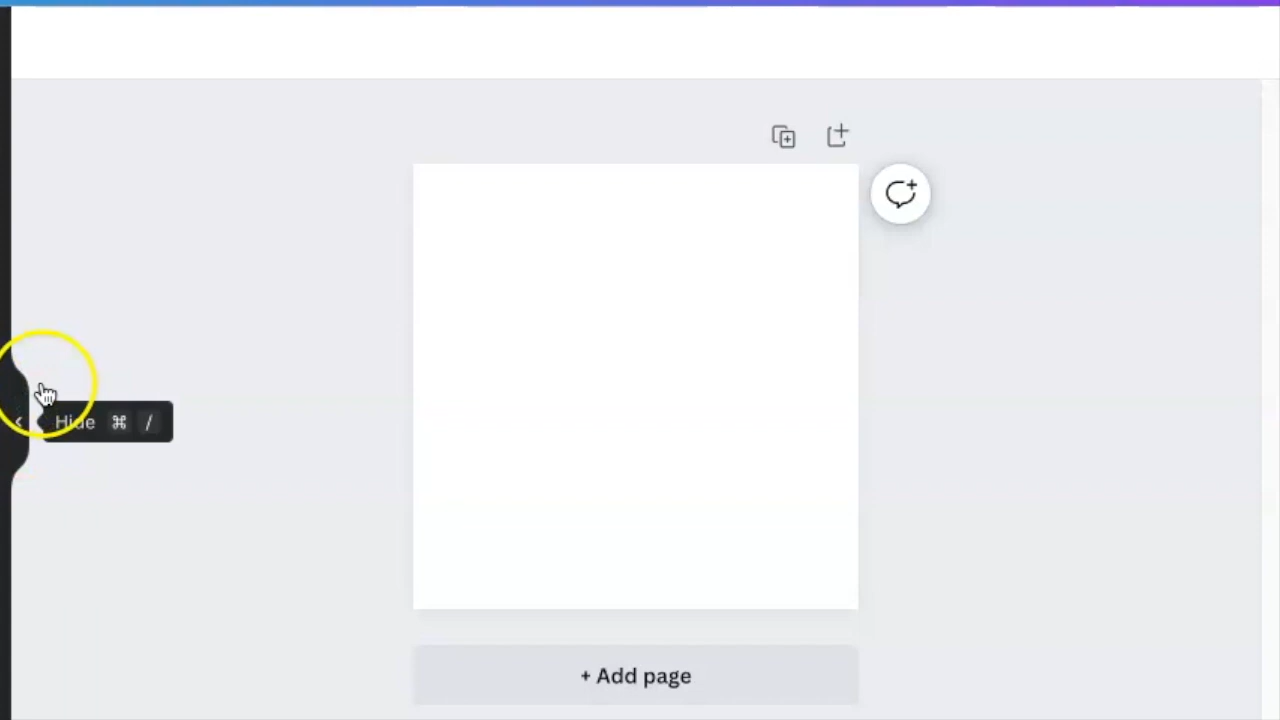 Hide ⌘ /
+ Add page